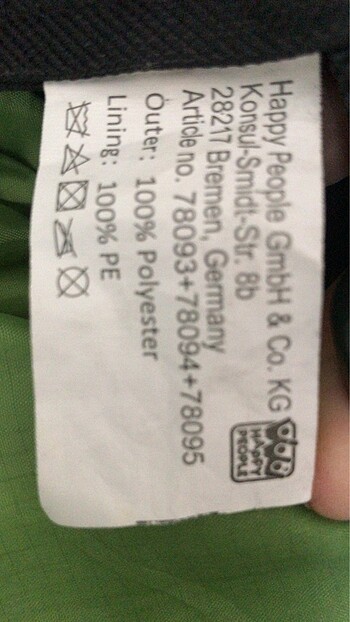 Happy People GmbH & Co. KG
Konsul-Smidt-Str. 8b
28217 Bremen, Germany
Article no. 78093+78094+78095
Outer: 100% Polyester
Lining: 100% PE
HAPPY
PEOPLE